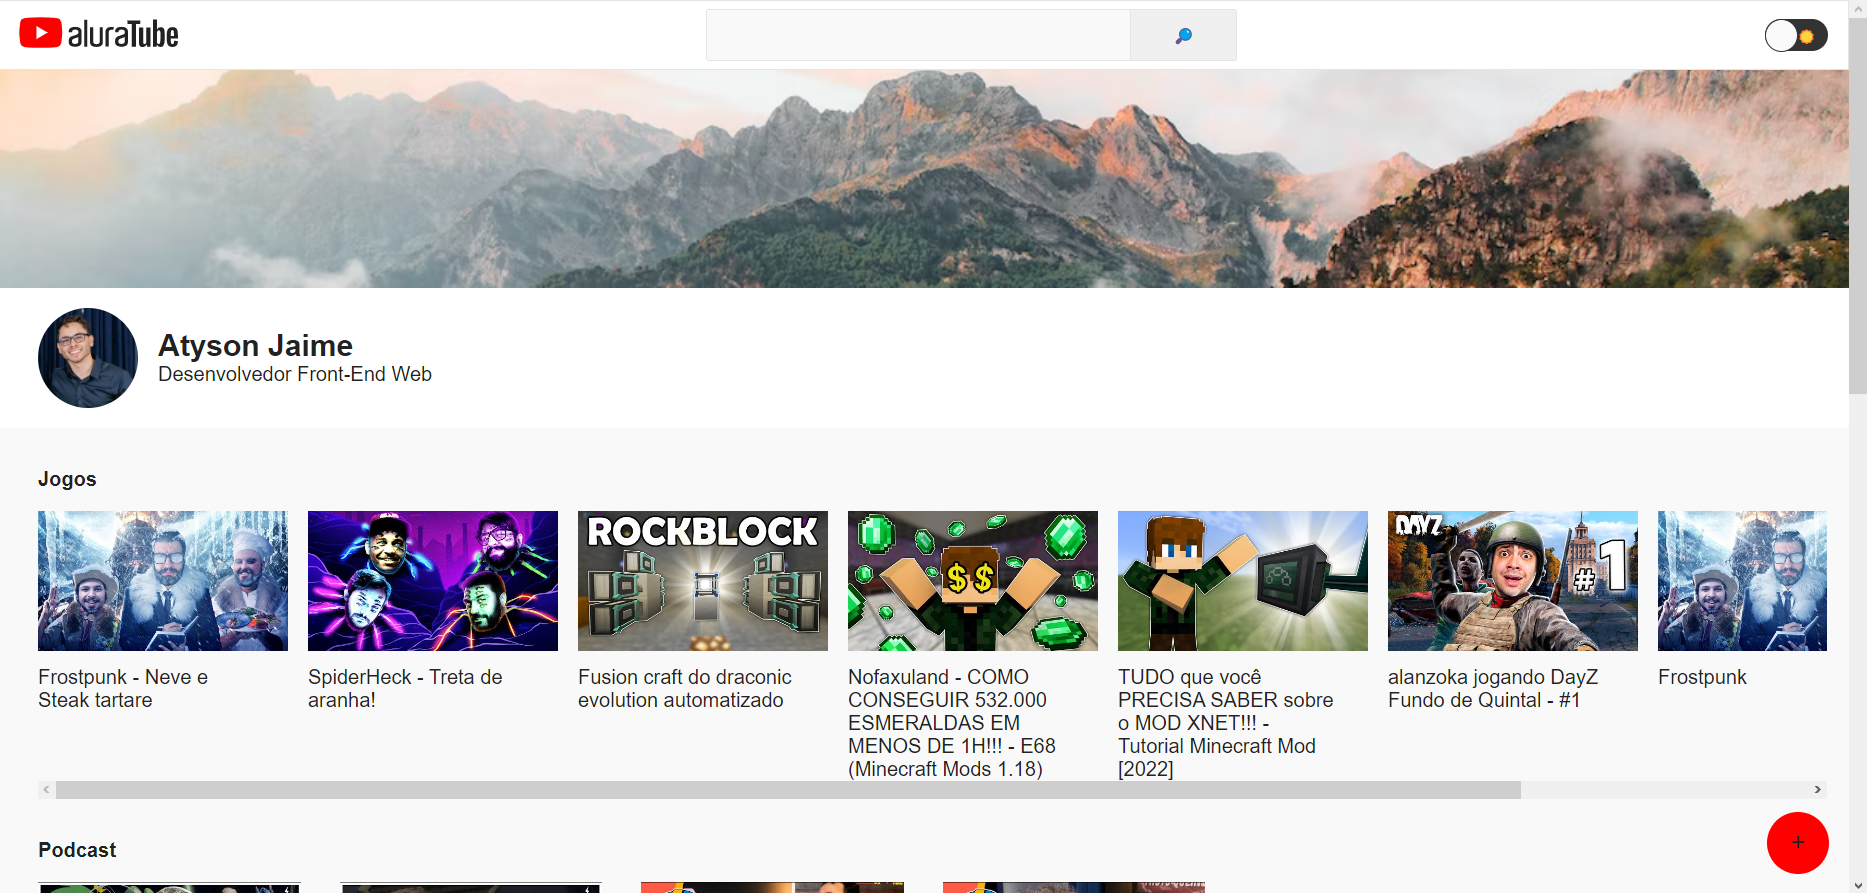 aluraTube
Atyson Jaime
Desenvolvedor Front-End Web
Jogos
ROCKBLOCK
$$
DAYZ
#1
Frostpunk - Neve e
Steak tartare
SpiderHeck - Treta de
aranha!
Fusion craft do draconic
evolution automatizado
Nofaxuland - COMO
CONSEGUIR 532.000
ESMERALDAS EM
MENOS DE 1H!!! - E68
(Minecraft Mods 1.18)
TUDO que você
PRECISA SABER sobre
o MOD XNET!!! -
Tutorial Minecraft Mod
[2022]
alanzoka jogando DayZ
Fundo de Quintal - #1
Frostpunk
+
Podcast